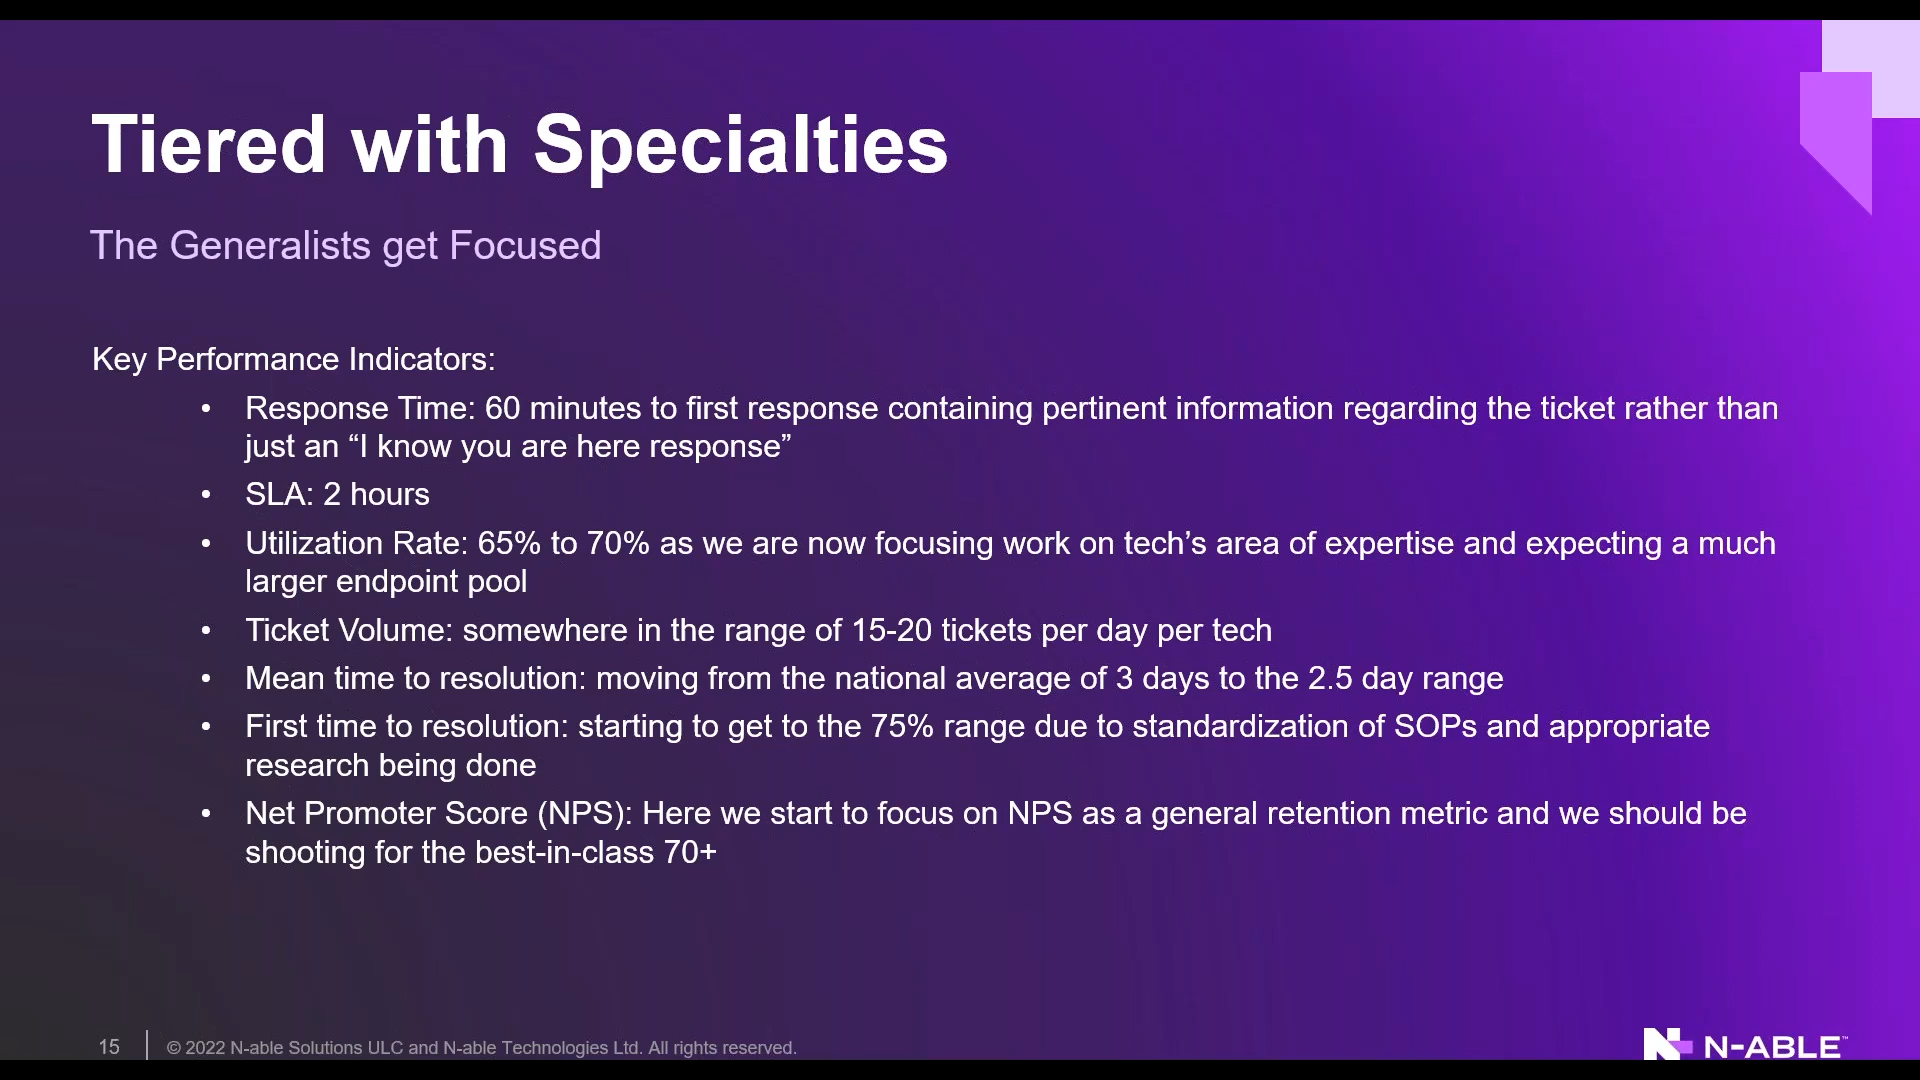 Tiered with Specialties
The Generalists get Focused
Key Performance Indicators:
• Response Time: 60 minutes to first response containing pertinent information regarding the ticket rather than
just an “I know you are here response”
• SLA: 2 hours
• Utilization Rate: 65% to 70% as we are now focusing work on tech’s area of expertise and expecting a much
larger endpoint pool
• Ticket Volume: somewhere in the range of 15-20 tickets per day per tech
• Mean time to resolution: moving from the national average of 3 days to the 2.5 day range
• First time to resolution: starting to get to the 75% range due to standardization of SOPs and appropriate
research being done
• Net Promoter Score (NPS): Here we start to focus on NPS as a general retention metric and we should be
shooting for the best-in-class 70+
15
© 2022 N-able Solutions ULC and N-able Technologies Ltd. All rights reserved.
N-ABLE™